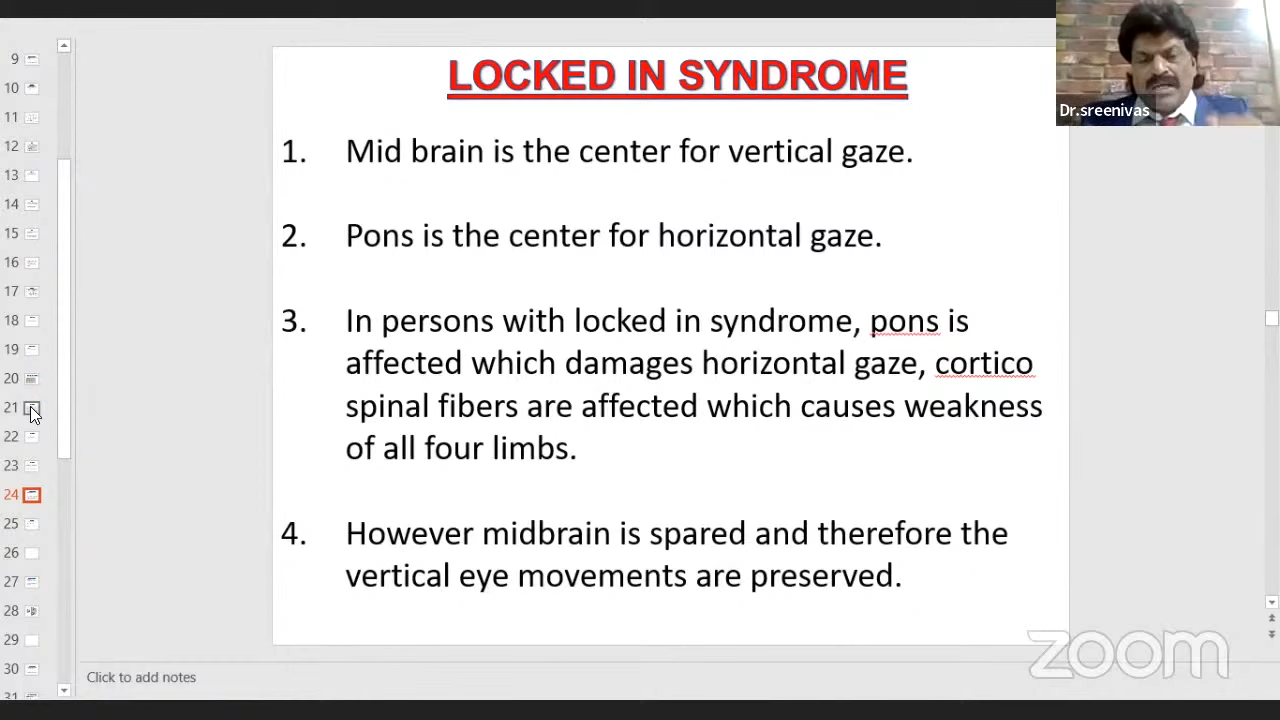 LOCKED IN SYNDROME
Dr.sreenivas
1. Mid brain is the center for vertical gaze.
2. Pons is the center for horizontal gaze.
3. In persons with locked in syndrome, pons is
affected which damages horizontal gaze, cortico
spinal fibers are affected which causes weakness
of all four limbs.
4. However midbrain is spared and therefore the
vertical eye movements are preserved.
9
10
11
12
13
14
15
16
17
18
19
20
21
22
23
24
25
26
27
28
29
30
31
Click to add notes
zoom